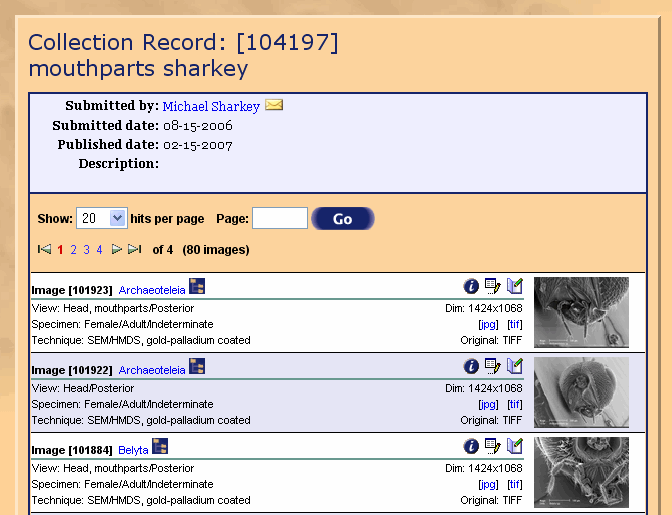 Collection Record: [104197]
mouthparts sharkey
Submitted by: Michael Sharkey
Submitted date: 08-15-2006
Published date: 02-15-2007
Description:
Show: 20 hits per page Page: Go
1 2 3 4 of 4 (80 images)
Image [101923] Archaeoteleia
View: Head, mouthparts/Posterior Dim: 1424x1068
Specimen: Female/Adult/Indeterminate [jpg] [tif]
Technique: SEM/HMDS, gold-palladium coated Original: TIFF
Image [101922] Archaeoteleia
View: Head/Posterior Dim: 1424x1068
Specimen: Female/Adult/Indeterminate [jpg] [tif]
Technique: SEM/HMDS, gold-palladium coated Original: TIFF
Image [101884] Belyta
View: Head, mouthparts/Posterior Dim: 1424x1068
Specimen: Female/Adult/Indeterminate [jpg] [tif]
Technique: SEM/HMDS, gold-palladium coated Original: TIFF